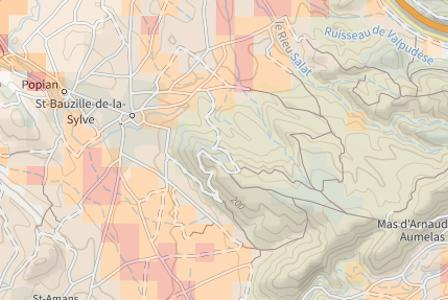 le Rieu Salat
Ruisseau de Valpudèse
Popian
St-Bauzille-de-la-
Sylve
200
Mas d'Arnaud
Aumelas
St-Amans